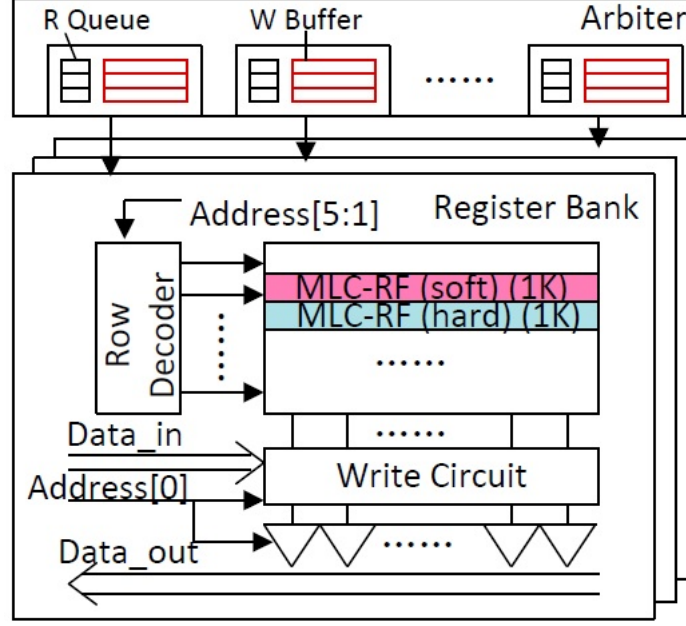 R Queue
W Buffer
Arbiter
......
Address[5:1]
Register Bank
Row
Decoder
......
MLC-RF (soft) (1K)
MLC-RF (hard) (1K)
......
......
Data_in
Write Circuit
Address[0]
......
Data_out